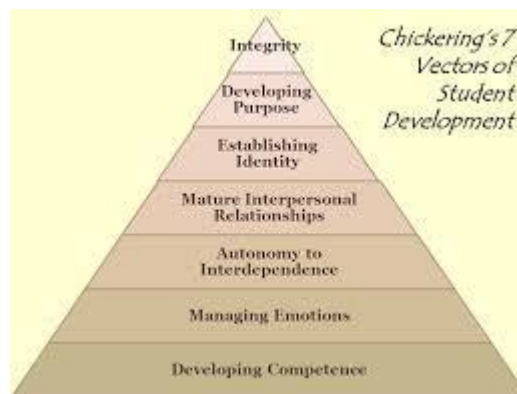 Chickering's 7
Vectors of
Student
Development
Integrity
Developing
Purpose
Establishing
Identity
Mature Interpersonal
Relationships
Autonomy to
Interdependence
Managing Emotions
Developing Competence